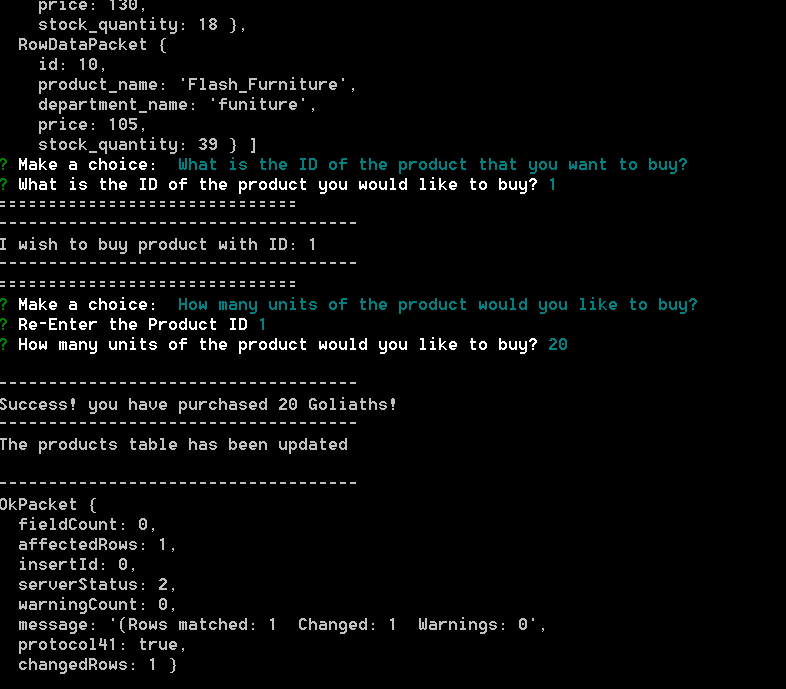 price: 130,
stock_quantity: 18 },
RowDataPacket {
id: 10,
product_name: 'Flash_Furniture',
department_name: 'funiture',
price: 105,
stock_quantity: 39 } ]
? Make a choice:  What is the ID of the product that you want to buy?
? What is the ID of the product you would like to buy? 1
==============================
------------------------------------
I wish to buy product with ID: 1
------------------------------------
==============================
? Make a choice:  How many units of the product would you like to buy?
? Re-Enter the Product ID 1
? How many units of the product would you like to buy? 20
------------------------------------
Success! you have purchased 20 Goliaths!
------------------------------------
The products table has been updated
------------------------------------
OkPacket {
fieldCount: 0,
affectedRows: 1,
insertId: 0,
serverStatus: 2,
warningCount: 0,
message: '(Rows matched: 1  Changed: 1  Warnings: 0',
protocol41: true,
changedRows: 1 }